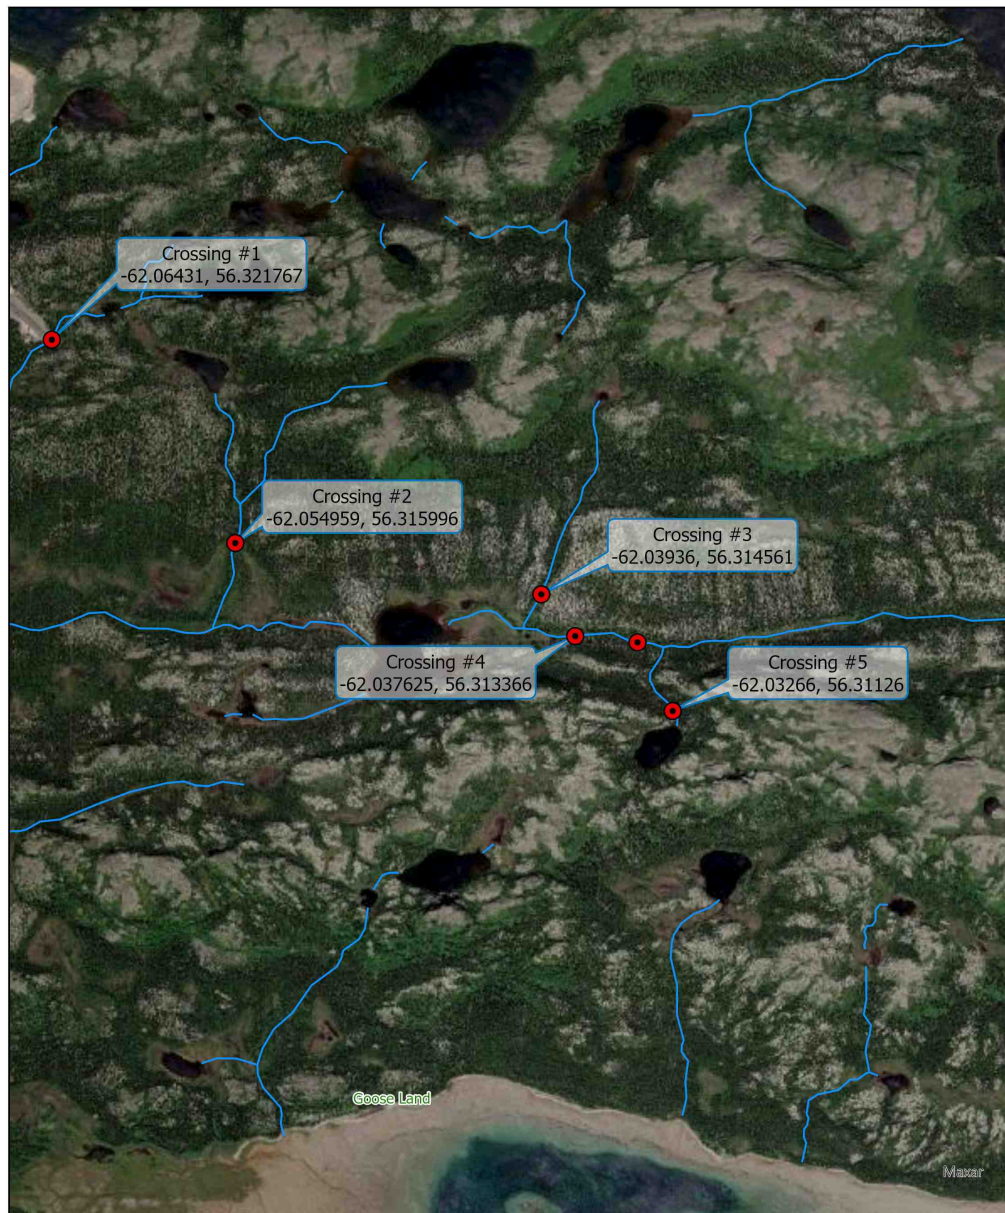 Crossing #1
-62.06431, 56.321767
Crossing #2
-62.054959, 56.315996
Crossing #3
-62.03936, 56.314561
Crossing #4
-62.037625, 56.313366
Crossing #5
-62.03266, 56.31126
Goose Land
Maxar